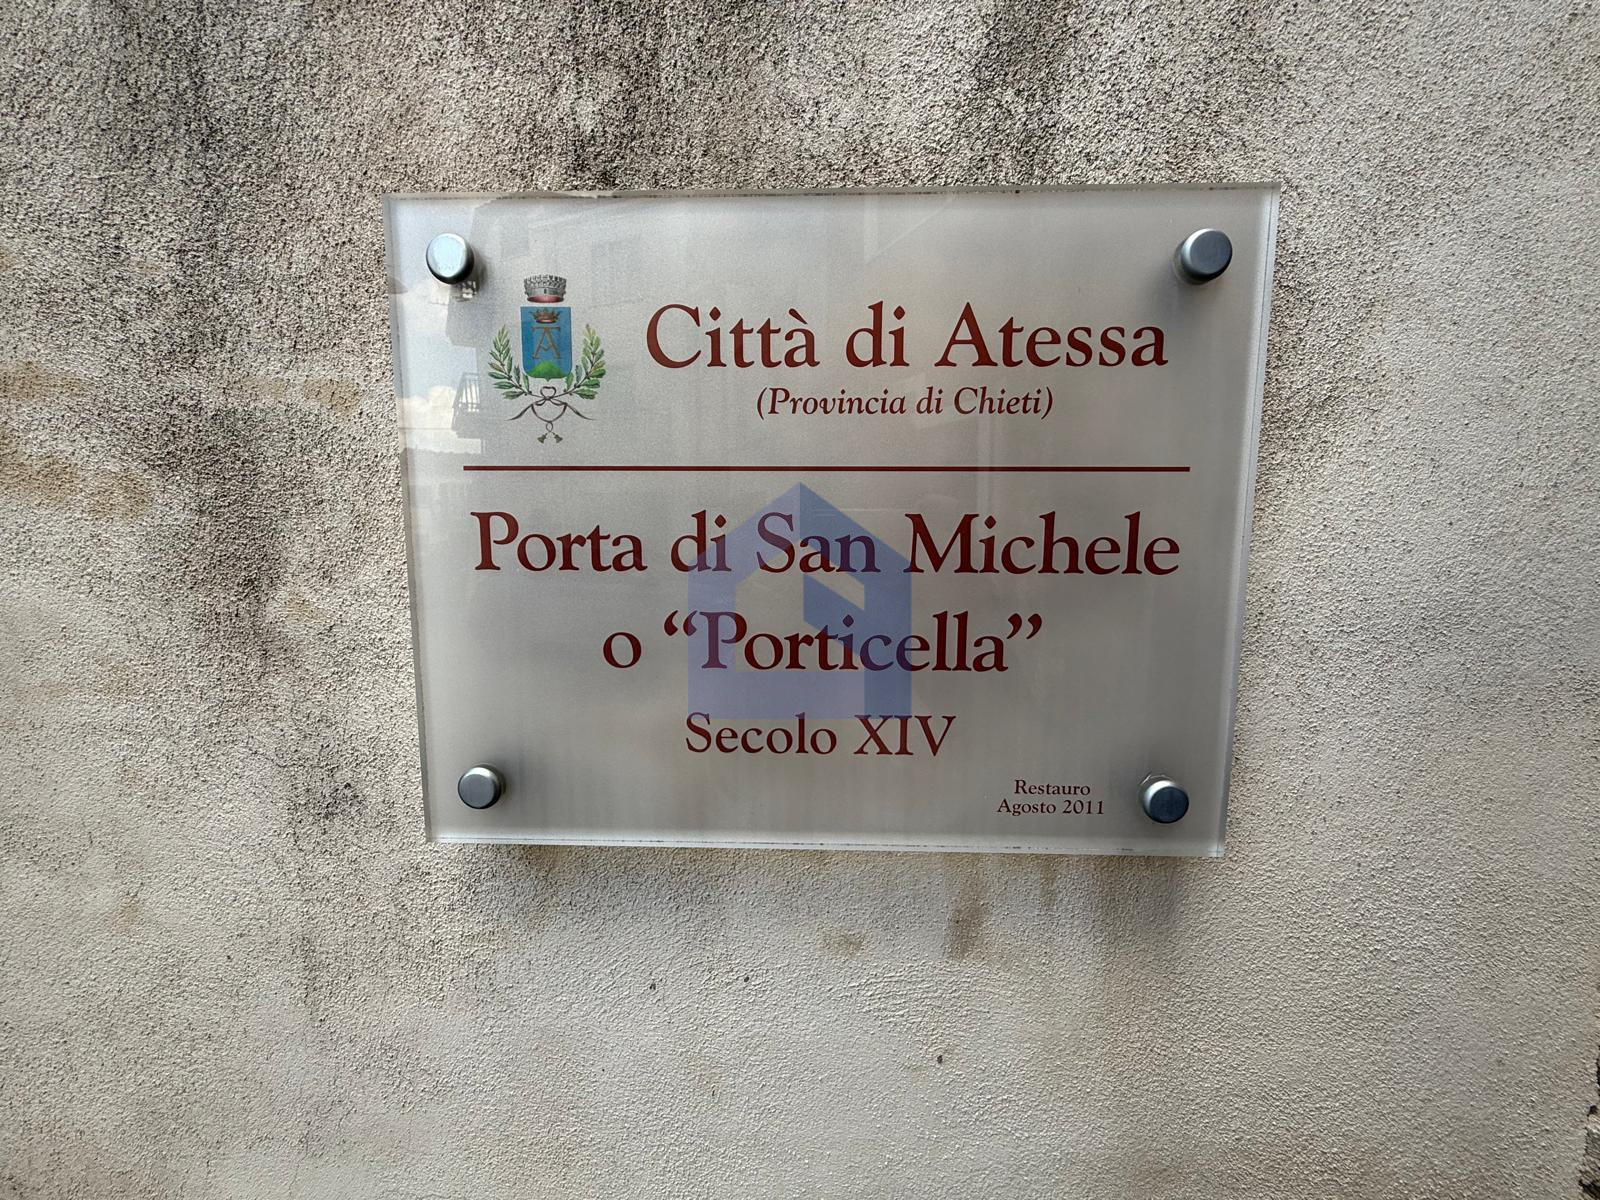 Città di Atessa
(Provincia di Chieti)
Porta di San Michele
o “Porticella”
Secolo XIV
Restauro
Agosto 2011
A